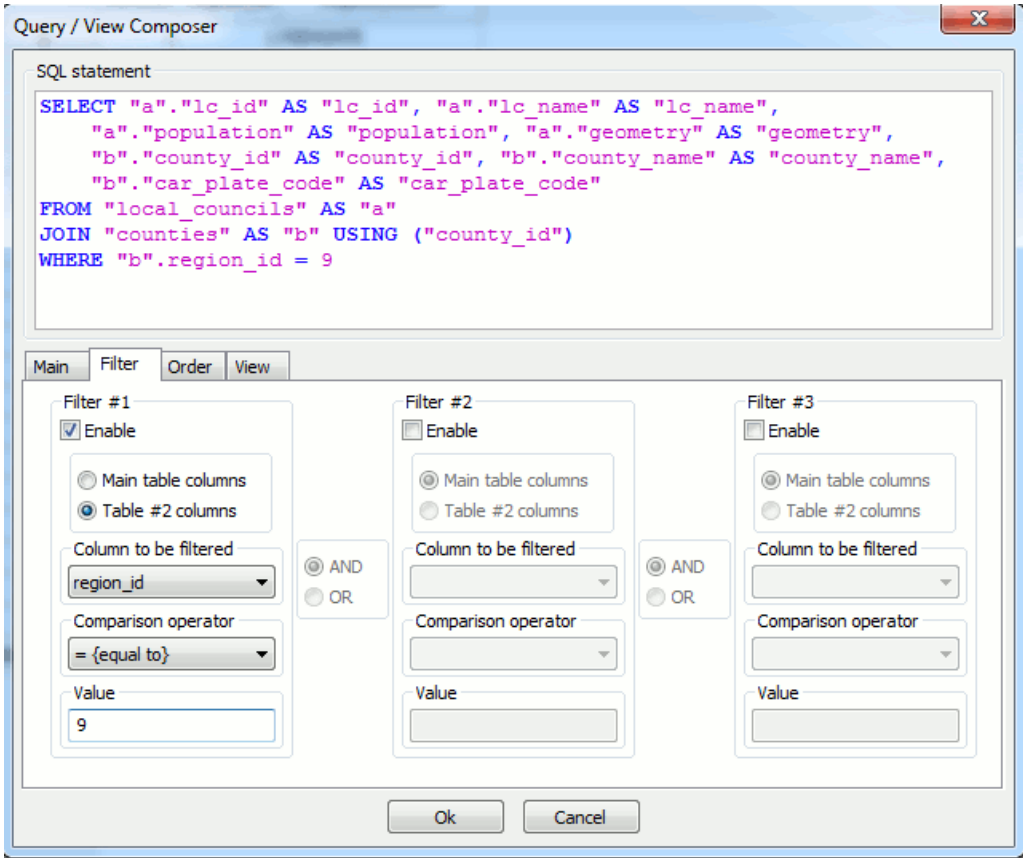 Query / View Composer
SQL statement
SELECT "a"."lc_id" AS "lc_id", "a"."lc_name" AS "lc_name",
"a"."population" AS "population", "a"."geometry" AS "geometry",
"b"."county_id" AS "county_id", "b"."county_name" AS "county_name",
"b"."car_plate_code" AS "car_plate_code"
FROM "local_councils" AS "a"
JOIN "counties" AS "b" USING ("county_id")
WHERE "b".region_id = 9
Main Filter Order View
Filter #1
Enable
Main table columns
Table #2 columns
Column to be filtered
region_id
Comparison operator
= {equal to}
Value
9
AND
OR
Filter #2
Enable
Main table columns
Table #2 columns
Column to be filtered
Comparison operator
Value
AND
OR
Filter #3
Enable
Main table columns
Table #2 columns
Column to be filtered
Comparison operator
Value
Ok Cancel